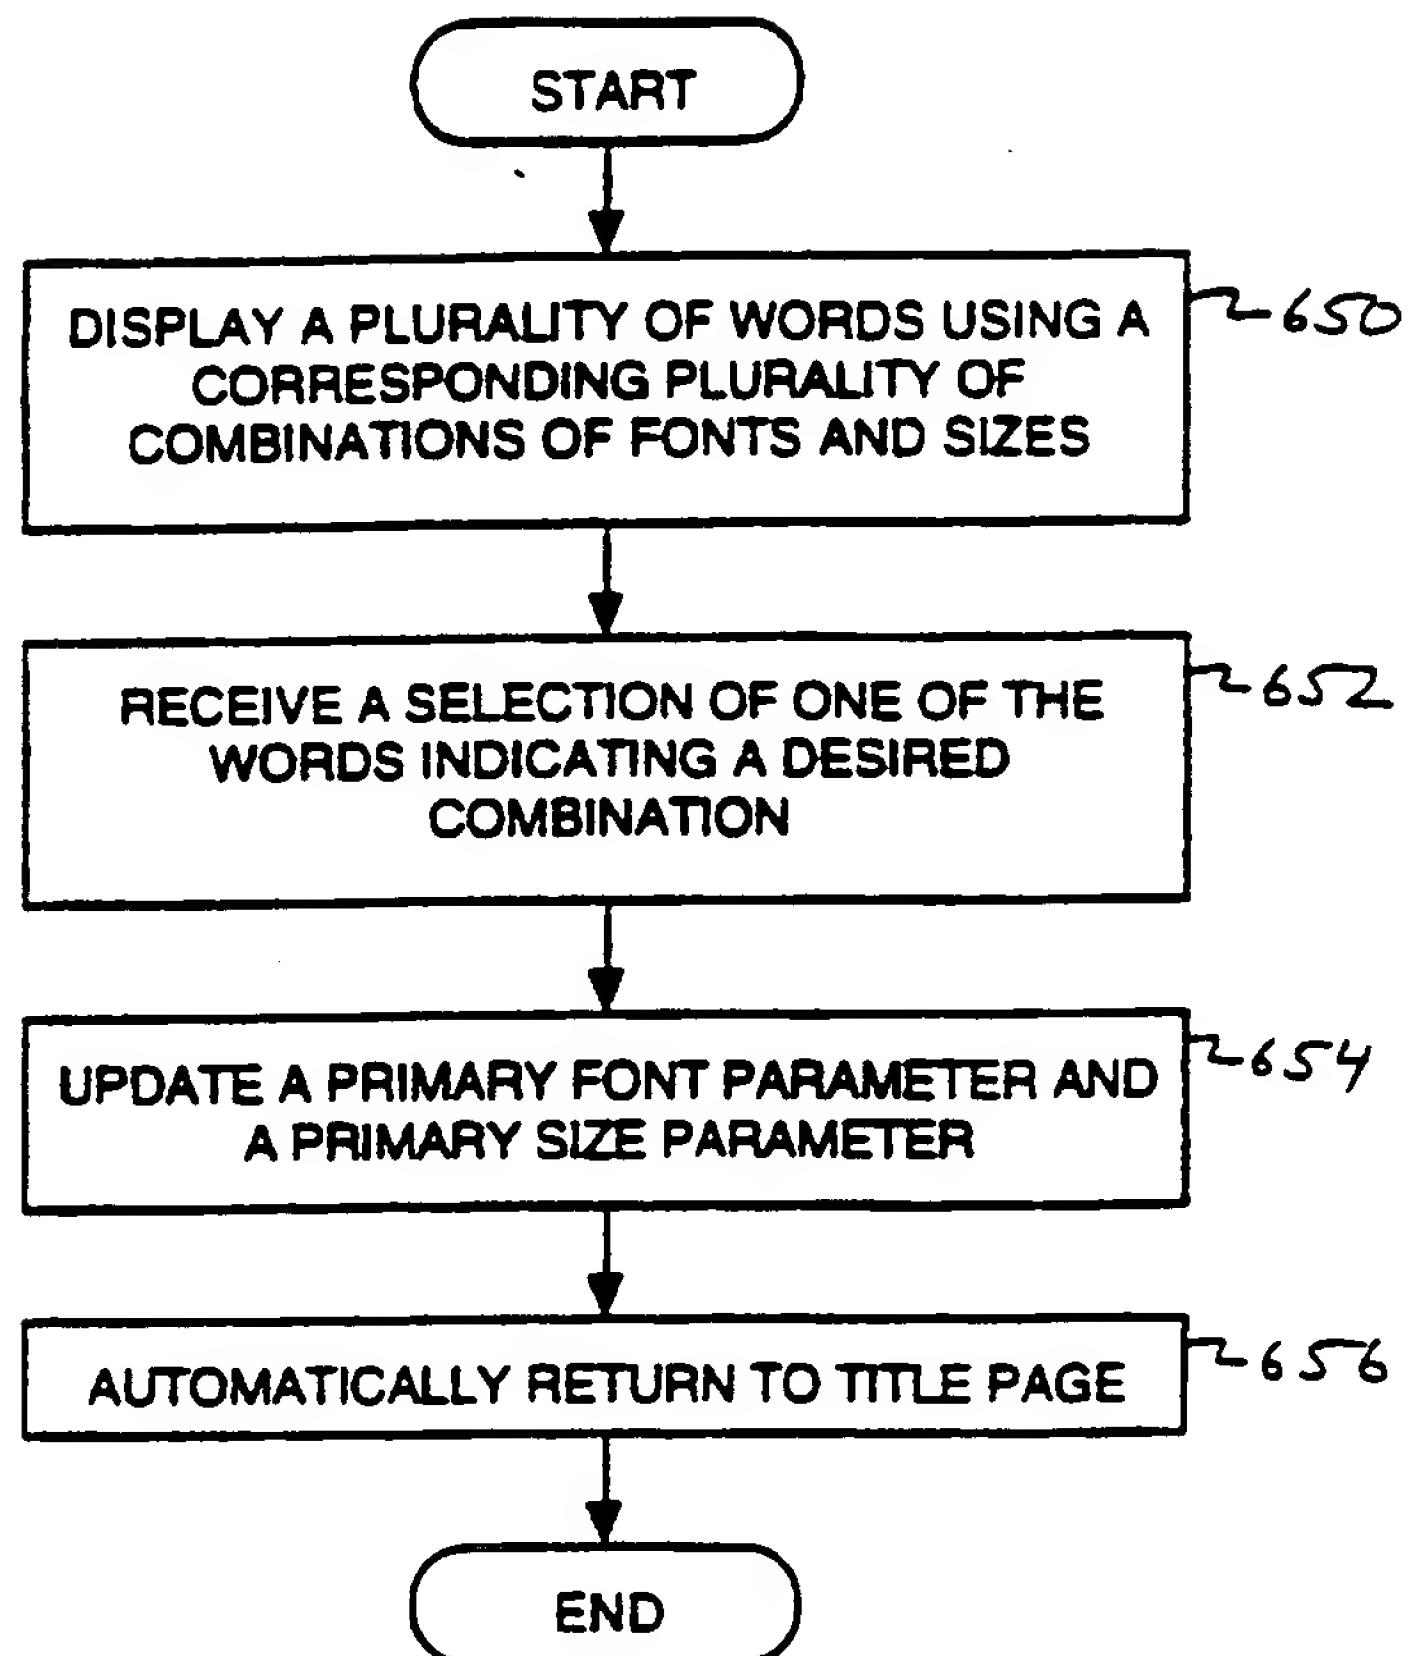 START
DISPLAY A PLURALITY OF WORDS USING A
CORRESPONDING PLURALITY OF
COMBINATIONS OF FONTS AND SIZES
650
RECEIVE A SELECTION OF ONE OF THE
WORDS INDICATING A DESIRED
COMBINATION
652
UPDATE A PRIMARY FONT PARAMETER AND
A PRIMARY SIZE PARAMETER
654
AUTOMATICALLY RETURN TO TITLE PAGE
656
END